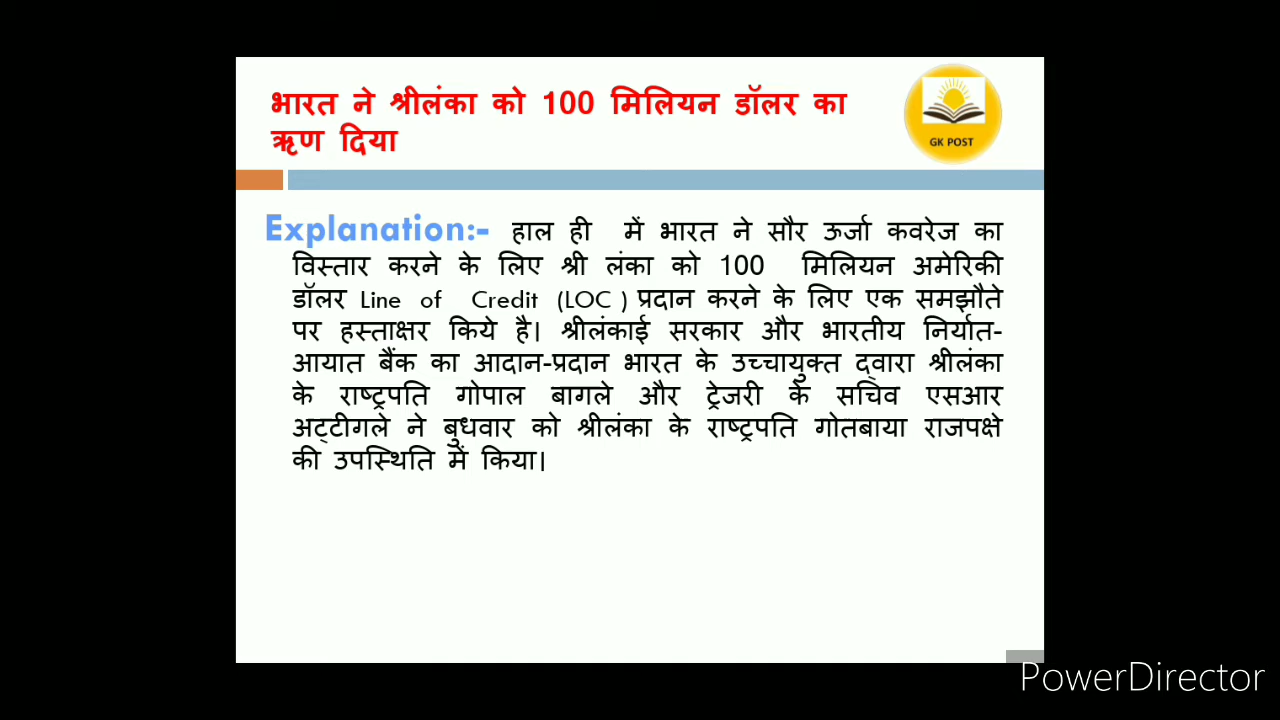 भारत ने श्रीलंका को 100 मिलियन डॉलर का
ऋण दिया
GK POST
Explanation:- हाल ही में भारत ने सौर ऊर्जा कवरेज का
विस्तार करने के लिए श्री लंका को 100 मिलियन अमेरिकी
डॉलर Line of Credit (LOC ) प्रदान करने के लिए एक समझौते
पर हस्ताक्षर किये है। श्रीलंकाई सरकार और भारतीय निर्यात-
आयात बैंक का आदान-प्रदान भारत के उच्चायुक्त द्वारा श्रीलंका
के राष्ट्रपति गोपाल बागले और ट्रेजरी के सचिव एसआर
अट्टीगले ने बुधवार को श्रीलंका के राष्ट्रपति गोतबाया राजपक्षे
की उपस्थिति में किया।
PowerDirector